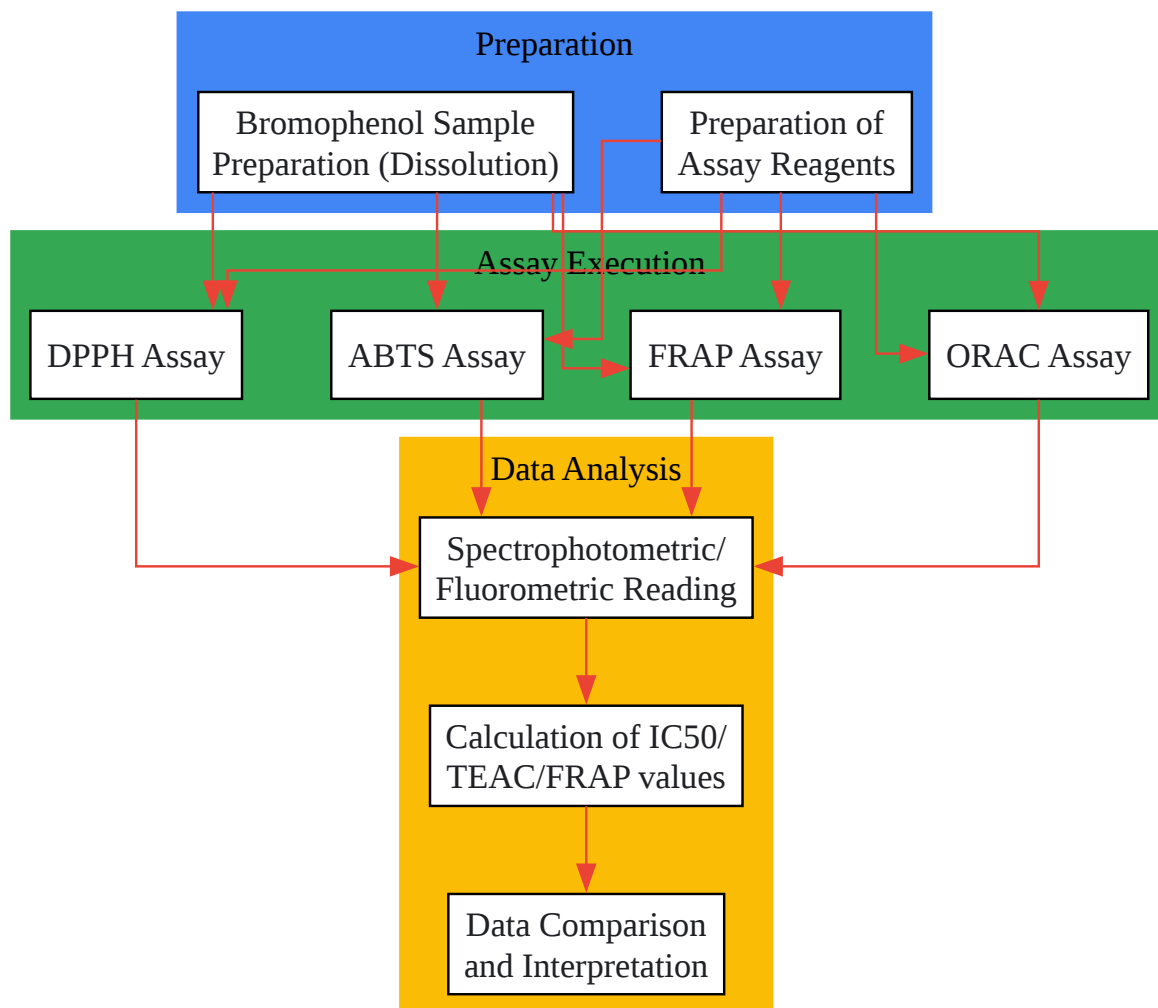 Preparation
Bromophenol Sample
Preparation (Dissolution)
Preparation of
Assay Reagents
Assay Execution
DPPH Assay
ABTS Assay
FRAP Assay
ORAC Assay
Data Analysis
Spectrophotometric/
Fluorometric Reading
Calculation of IC50/
TEAC/FRAP values
Data Comparison
and Interpretation